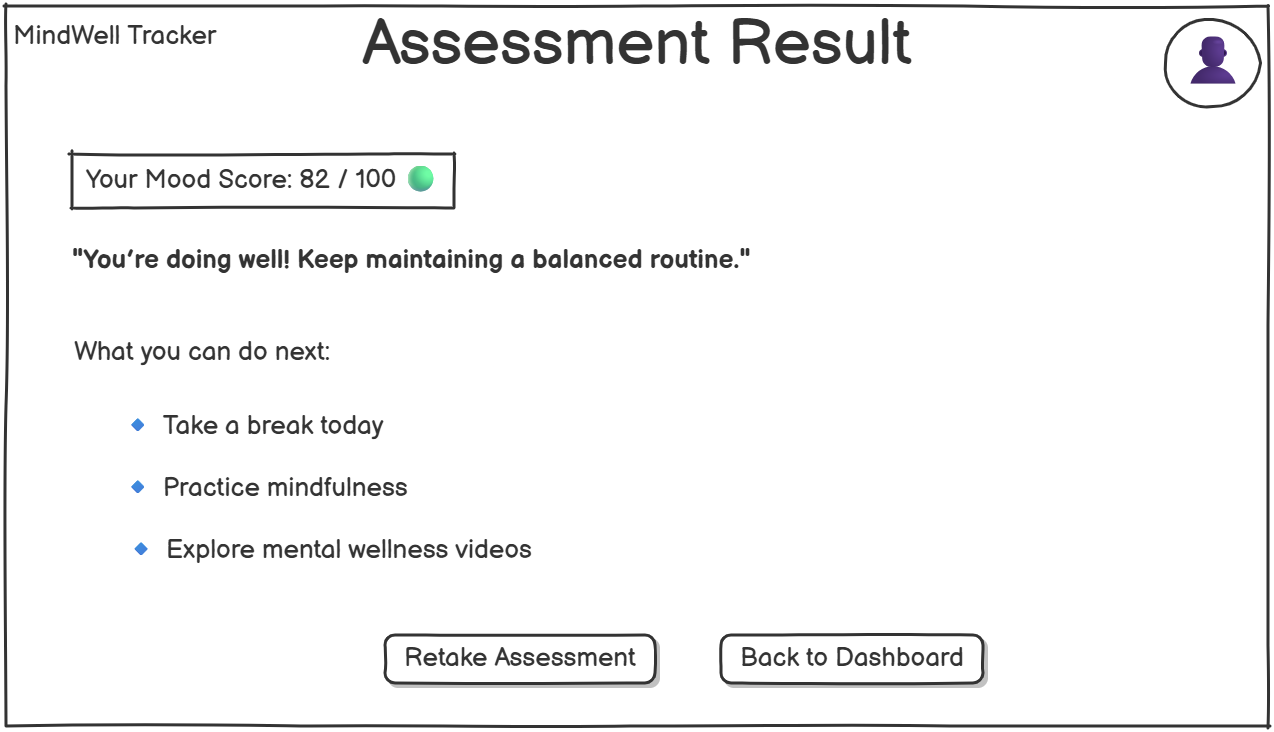 MindWell Tracker
Assessment Result
Your Mood Score: 82 / 100
"You’re doing well! Keep maintaining a balanced routine."
What you can do next:
Take a break today
Practice mindfulness
Explore mental wellness videos
Retake Assessment
Back to Dashboard